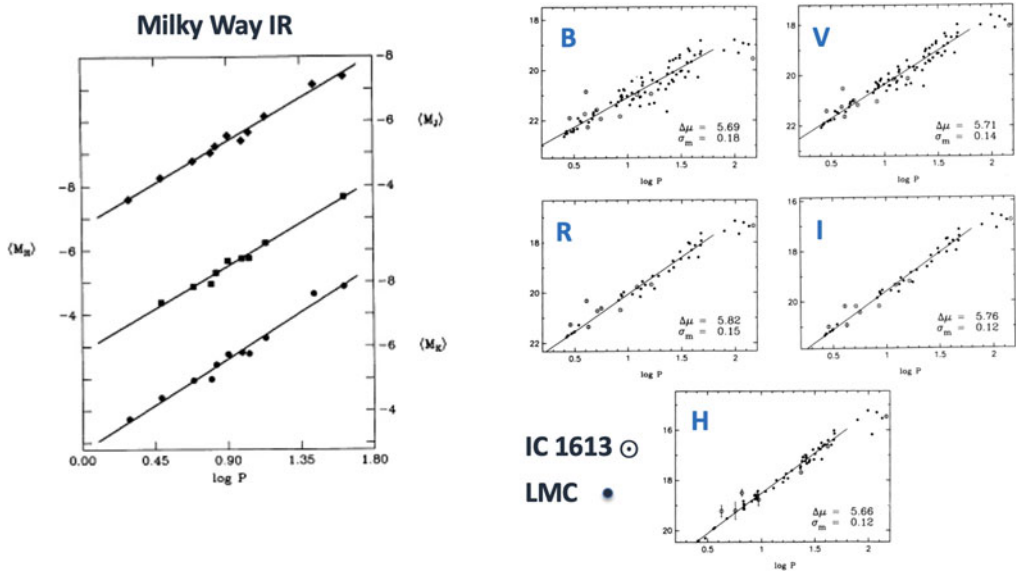 Milky Way IR
-8
-6
-4
⟨M_H⟩
-8
-6
⟨M_J⟩
-4
-8
-6
⟨M_K⟩
-4
0.00 0.45 0.90 1.35 1.80
log P
B
18
20
22
Δμ = 5.69
σm = 0.18
0.5 1 1.5 2
log P
V
18
20
22
Δμ = 5.71
σm = 0.14
0.5 1 1.5 2
log P
R
18
20
22
Δμ = 5.82
σm = 0.15
0.5 1 1.5 2
log P
I
16
18
20
Δμ = 5.76
σm = 0.12
0.5 1 1.5 2
log P
H
16
18
20
Δμ = 5.66
σm = 0.12
0.5 1 1.5 2
log P
IC 1613 ⊙
LMC •